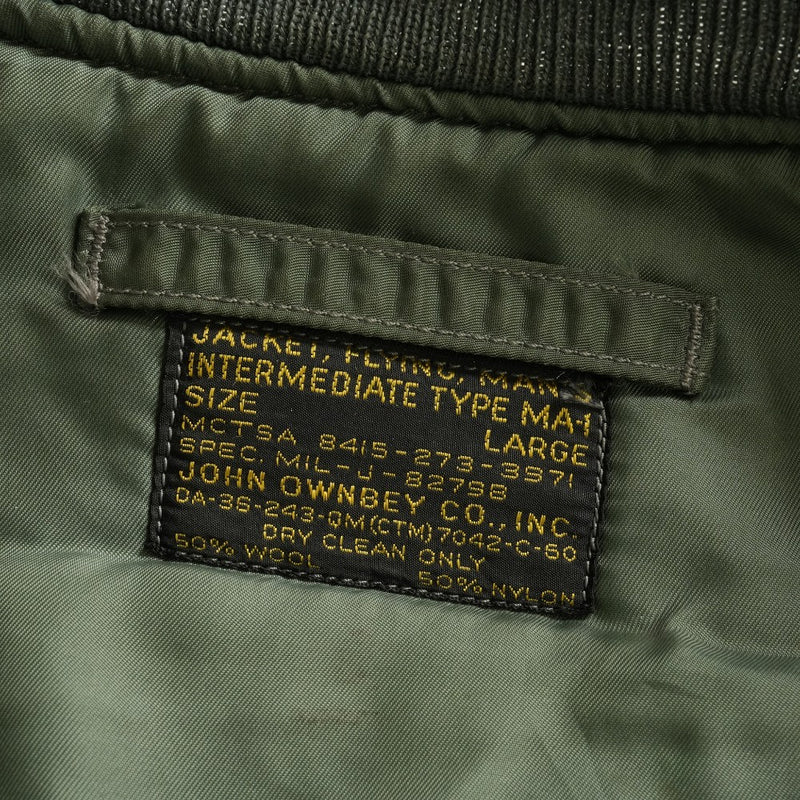 JACKET, FLYING, MAN'S
INTERMEDIATE TYPE MA-1
SIZE LARGE
MCTSA 8415-273-3971
SPEC. MIL-J-8279B
JOHN OWNBEY CO., INC.
DA-36-243-QM(CTM)7042-C-60
DRY CLEAN ONLY
50% WOOL 50% NYLON